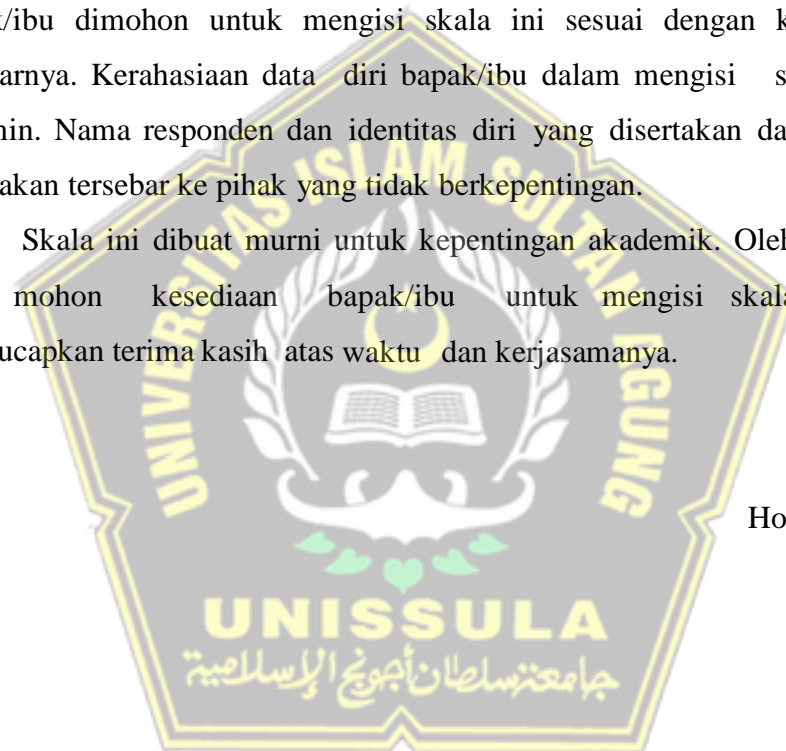 k/ibu dimohon untuk mengisi skala ini sesuai dengan k
arnya. Kerahasiaan data diri bapak/ibu dalam mengisi s
nin. Nama responden dan identitas diri yang disertakan da
akan tersebar ke pihak yang tidak berkepentingan.
Skala ini dibuat murni untuk kepentingan akademik. Oleh
mohon kesediaan bapak/ibu untuk mengisi skala
ucapkan terima kasih atas waktu dan kerjasamanya.
Ho
UNIVERSITAS ISLAM SULTAN AGUNG
UNISSULA
جامعتنسلطان أجونج الإسلامية